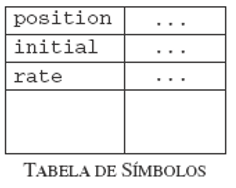 position ...
initial ...
rate ...
TABELA DE SÍMBOLOS